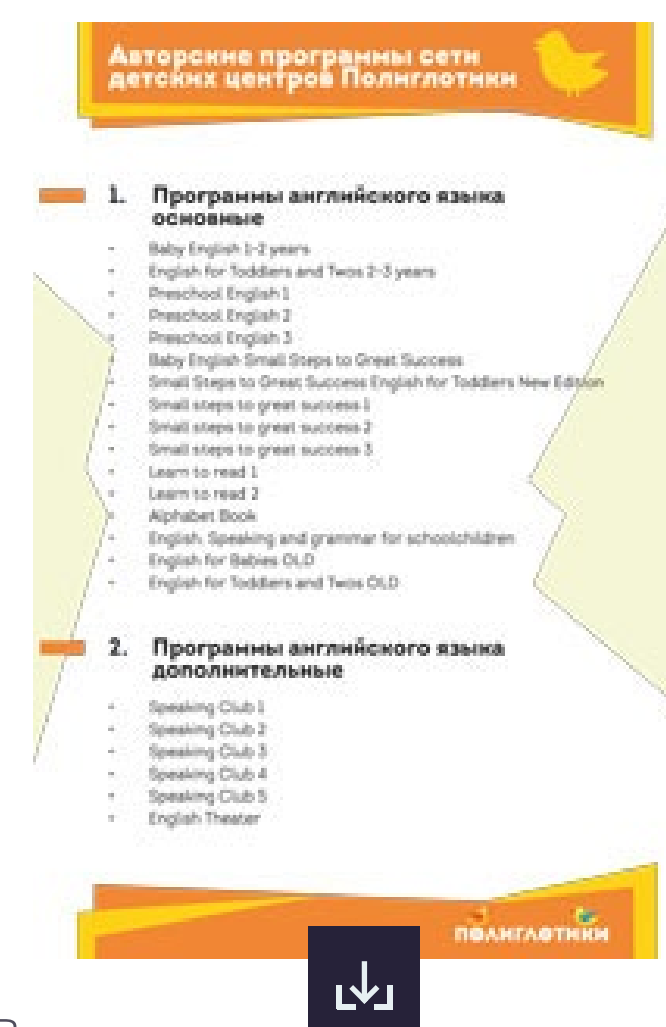 Авторские программы сети
детских центров Полиглотики
1. Программы английского языка
основные
- Baby English 1-2 years
- English for Toddlers and Twos 2-3 years
- Preschool English 1
- Preschool English 2
- Preschool English 3
- Baby English Small Steps to Great Success
- Small Steps to Great Success English for Toddlers New Edition
- Small steps to great success 1
- Small steps to great success 2
- Small steps to great success 3
- Learn to read 1
- Learn to read 2
- Alphabet Book
- English. Speaking and grammar for schoolchildren
- English for Babies OLD
- English for Toddlers and Twos OLD
2. Программы английского языка
дополнительные
- Speaking Club 1
- Speaking Club 2
- Speaking Club 3
- Speaking Club 4
- Speaking Club 5
- English Theater
ПОЛИГЛОТИКИ